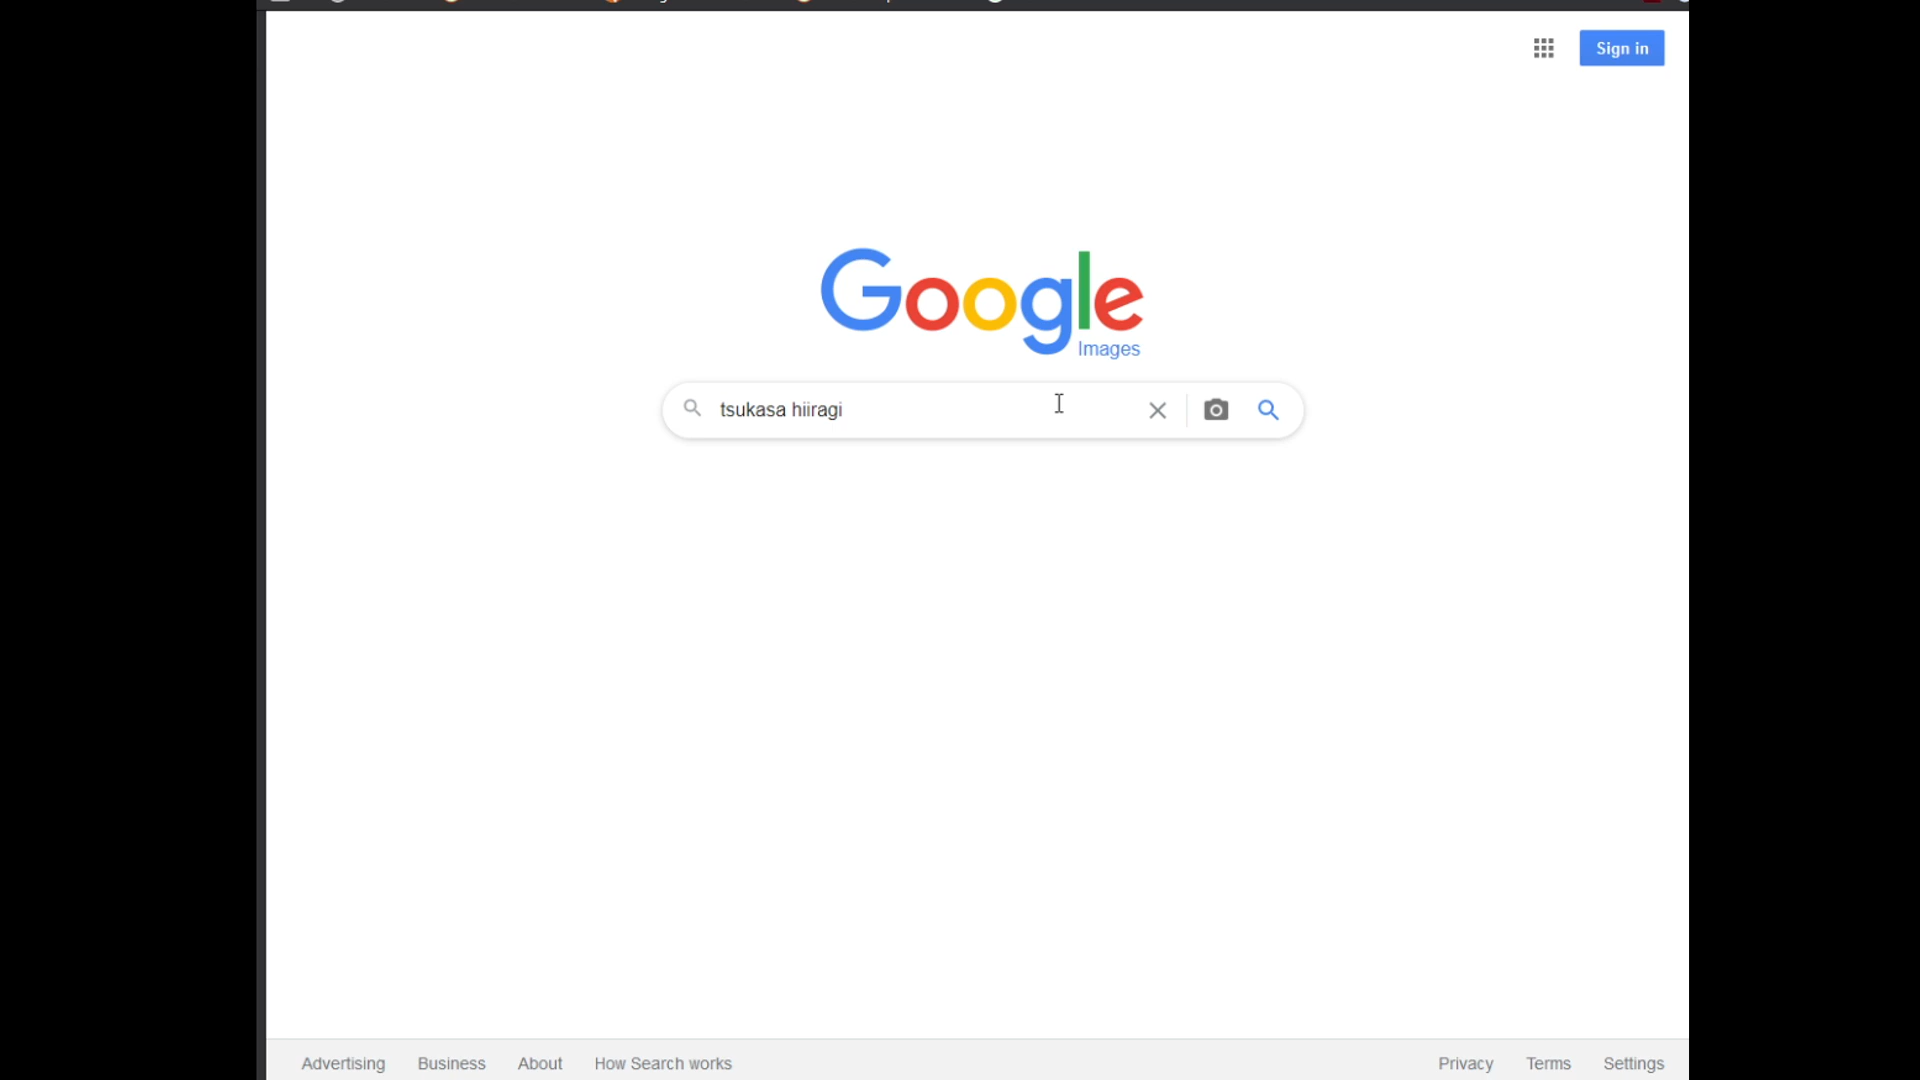 Sign in
Google
Images
tsukasa hiiragi
Advertising Business About How Search works Privacy Terms Settings